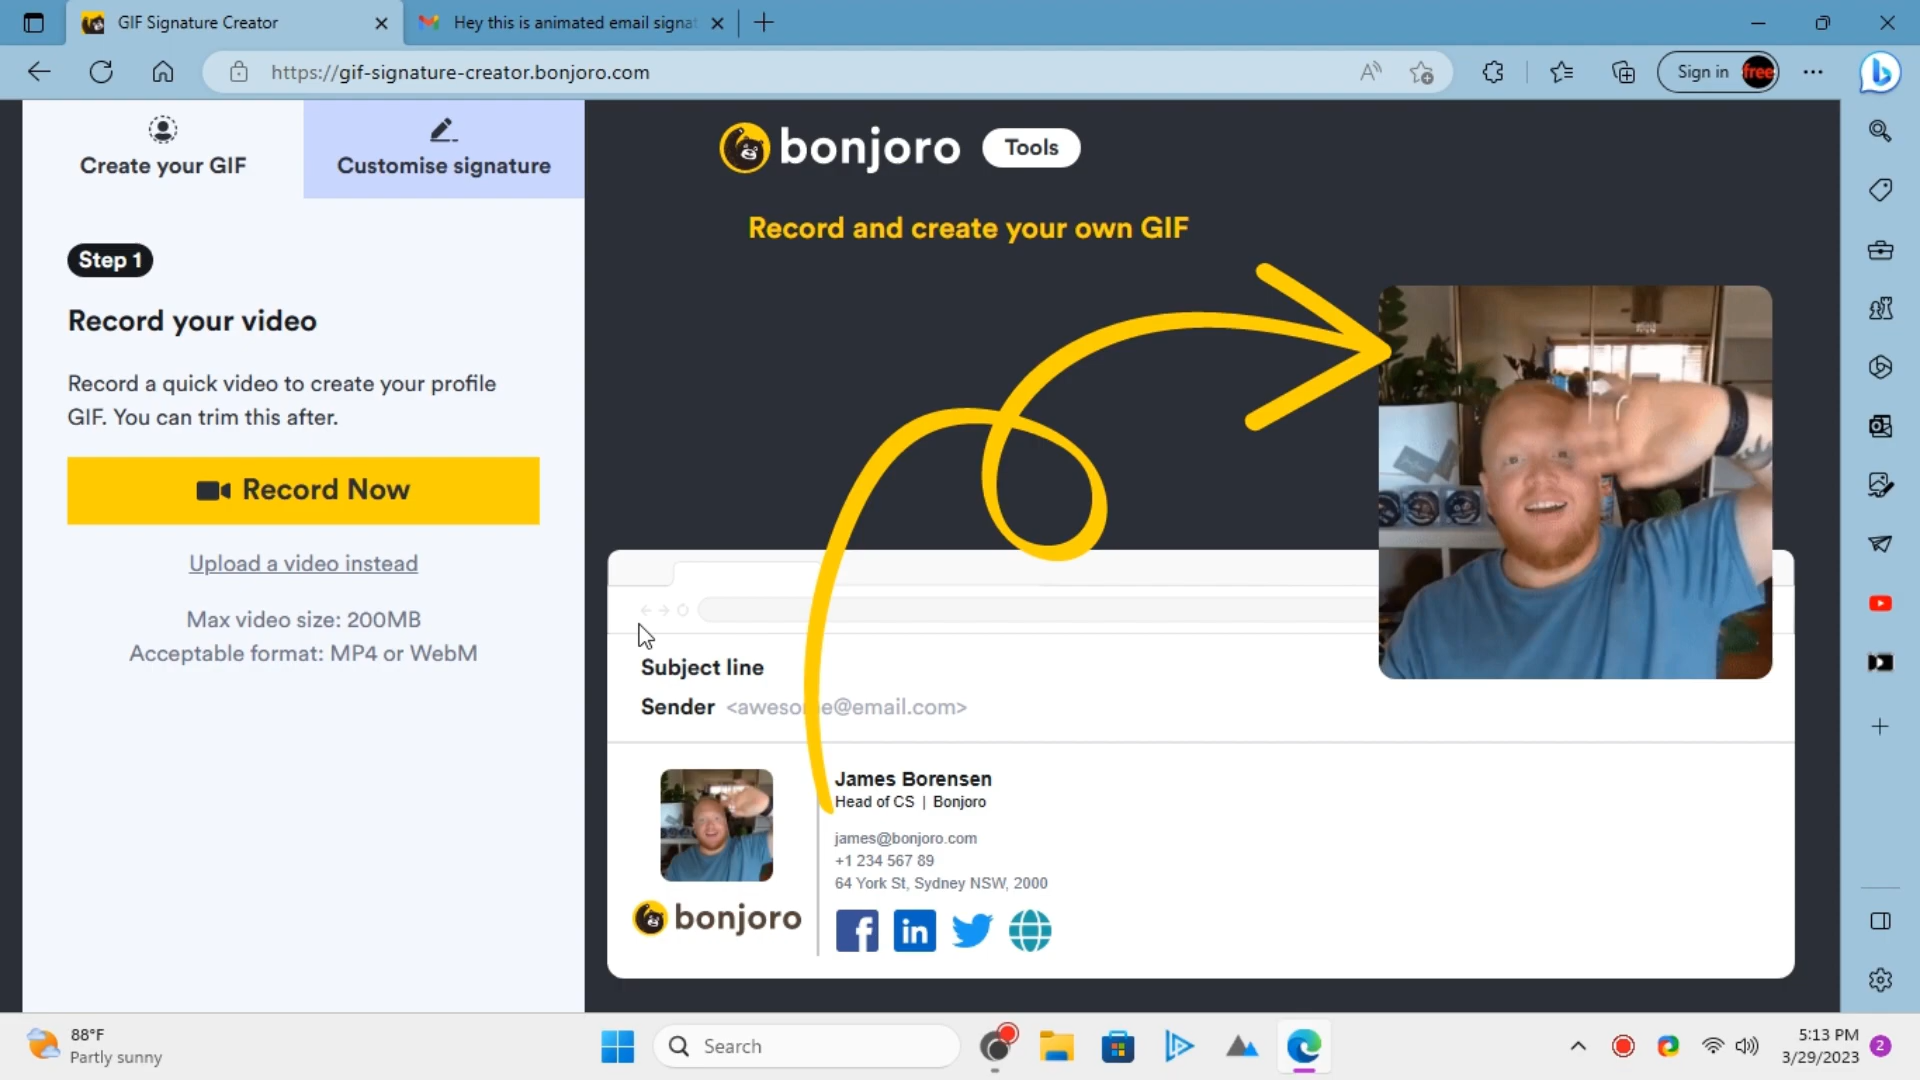 GIF Signature Creator
Hey this is animated email signat
https://gif-signature-creator.bonjoro.com
Sign in
free
Create your GIF
Customise signature
Step 1
Record your video
Record a quick video to create your profile
GIF. You can trim this after.
Record Now
Upload a video instead
Max video size: 200MB
Acceptable format: MP4 or WebM
bonjoro
Tools
Record and create your own GIF
Subject line
Sender <awesome@email.com>
James Borensen
Head of CS | Bonjoro
james@bonjoro.com
+1 234 567 89
64 York St, Sydney NSW, 2000
bonjoro
88°F
Partly sunny
Search
5:13 PM
3/29/2023
2